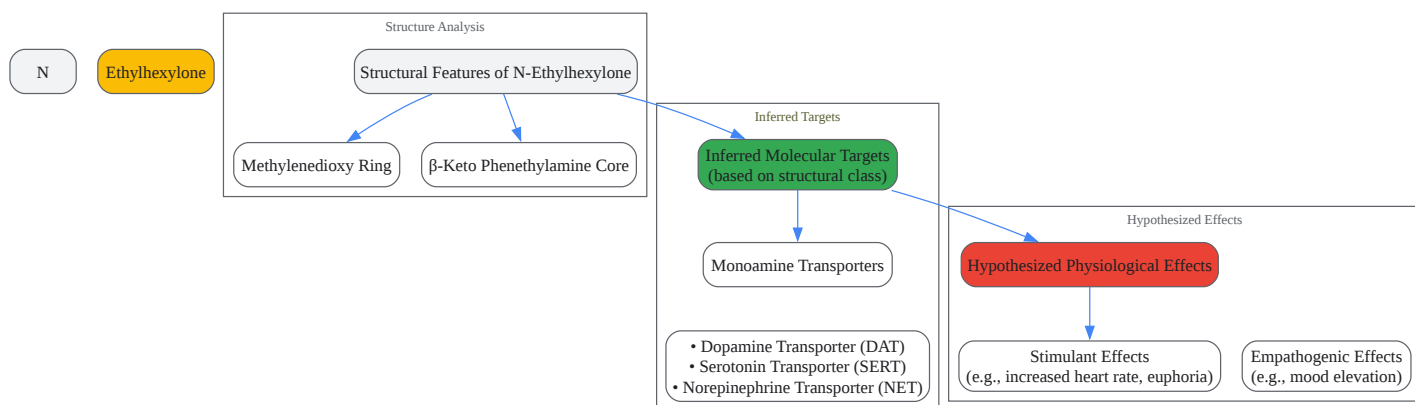 Structure Analysis
N
Ethylhexylone
Structural Features of N-Ethylhexylone
Methylenedioxy Ring
β-Keto Phenethylamine Core
Inferred Targets
Inferred Molecular Targets
(based on structural class)
Monoamine Transporters
• Dopamine Transporter (DAT)
• Serotonin Transporter (SERT)
• Norepinephrine Transporter (NET)
Hypothesized Effects
Hypothesized Physiological Effects
Stimulant Effects
(e.g., increased heart rate, euphoria)
Empathogenic Effects
(e.g., mood elevation)